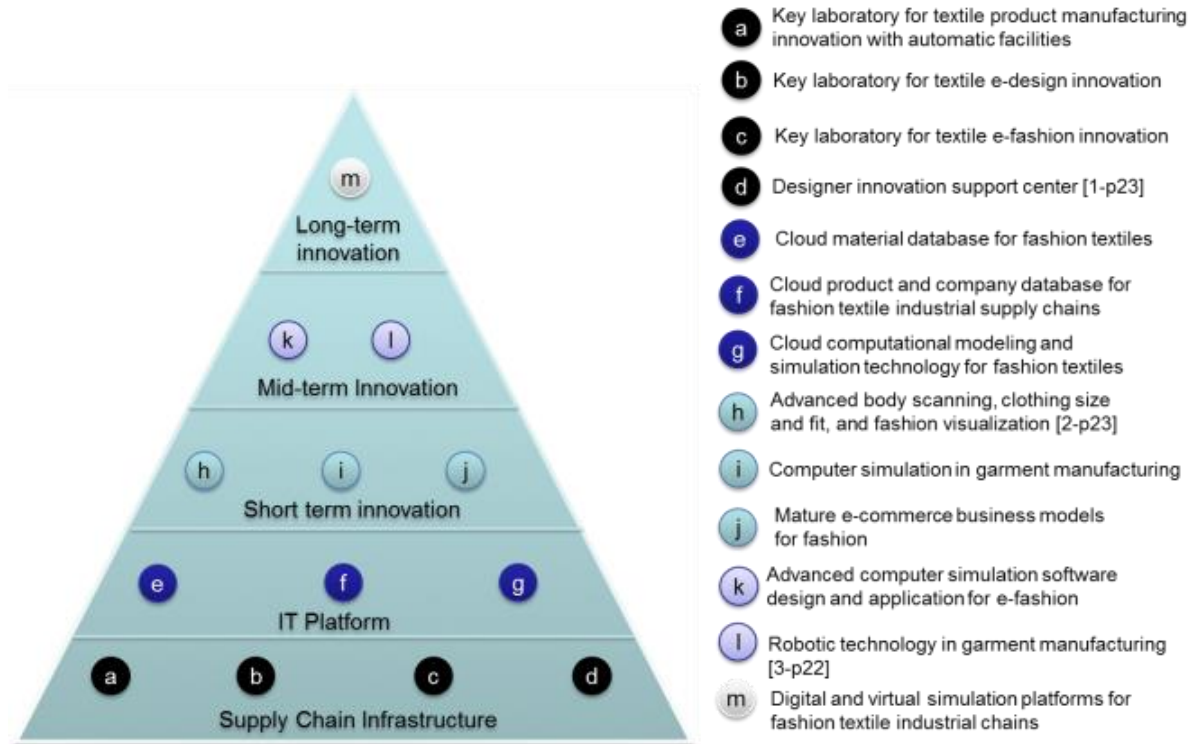 m
Long-term
innovation
k l
Mid-term Innovation
h i j
Short term innovation
e f g
IT Platform
a b c d
Supply Chain Infrastructure
a Key laboratory for textile product manufacturing
innovation with automatic facilities
b Key laboratory for textile e-design innovation
c Key laboratory for textile e-fashion innovation
d Designer innovation support center [1-p23]
e Cloud material database for fashion textiles
f Cloud product and company database for
fashion textile industrial supply chains
g Cloud computational modeling and
simulation technology for fashion textiles
h Advanced body scanning, clothing size
and fit, and fashion visualization [2-p23]
i Computer simulation in garment manufacturing
j Mature e-commerce business models
for fashion
k Advanced computer simulation software
design and application for e-fashion
l Robotic technology in garment manufacturing
[3-p22]
m Digital and virtual simulation platforms for
fashion textile industrial chains